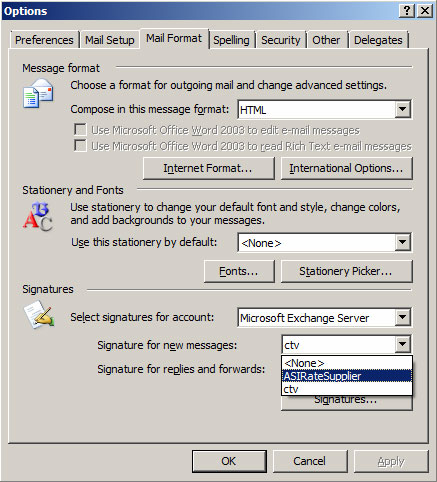 Options
Preferences Mail Setup Mail Format Spelling Security Other Delegates
Message format
Choose a format for outgoing mail and change advanced settings.
Compose in this message format: HTML
Use Microsoft Office Word 2003 to edit e-mail messages
Use Microsoft Office Word 2003 to read Rich Text e-mail messages
Internet Format... International Options...
Stationery and Fonts
Use stationery to change your default font and style, change colors,
and add backgrounds to your messages.
Use this stationery by default: <None>
Fonts... Stationery Picker...
Signatures
Select signatures for account: Microsoft Exchange Server
Signature for new messages: ctv
<None>
Signature for replies and forwards: ASIRateSupplier
ctv
Signatures...
OK Cancel Apply